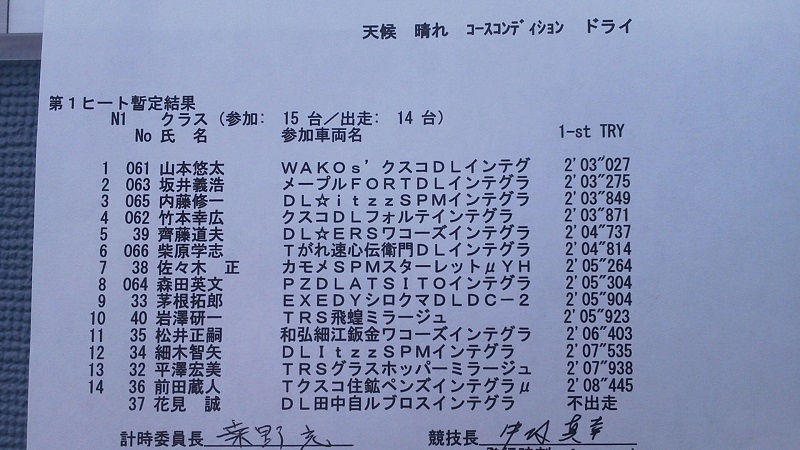 天候 晴れ コースコンディション ドライ
第1ヒート暫定結果
N1 クラス (参加: 15 台/出走: 14 台)
No 氏 名 参加車両名 1-st TRY
1 061 山本悠太 WAKOs'クスコDLインテグ 2'03"027
2 063 坂井義浩 メープルFORTDLインテグラ 2'03"275
3 065 内藤修一 DL☆itzzSPMインテグラ 2'03"849
4 062 竹本幸広 クスコDLフォルテインテグラ 2'03"871
5 39 齊藤道夫 DL☆ERSワコーズインテグラ 2'04"737
6 066 柴原学志 Tがれ速心伝衛門DLインテグラ 2'04"814
7 38 佐々木 正 カモメSPMスターレットμYH 2'05"264
8 064 森田英文 PZDLATSITOインテグラ 2'05"304
9 33 茅根拓郎 EXEDYシロクマDLDC-2 2'05"904
10 40 岩澤研一 TRS飛蝗ミラージュ 2'05"923
11 35 松井正嗣 和弘細江鈑金ワコーズインテグラ 2'06"403
12 34 細木智矢 DLItzzSPMインテグラ 2'07"535
13 32 平澤宏美 TRSグラスホッパーミラージュ 2'07"938
14 36 前田蔵人 Tクスコ住鉱ペンズインテグラμ 2'08"445
37 花見 誠 DL田中自ルブロスインテグラ 不出走
計時委員長 競技長